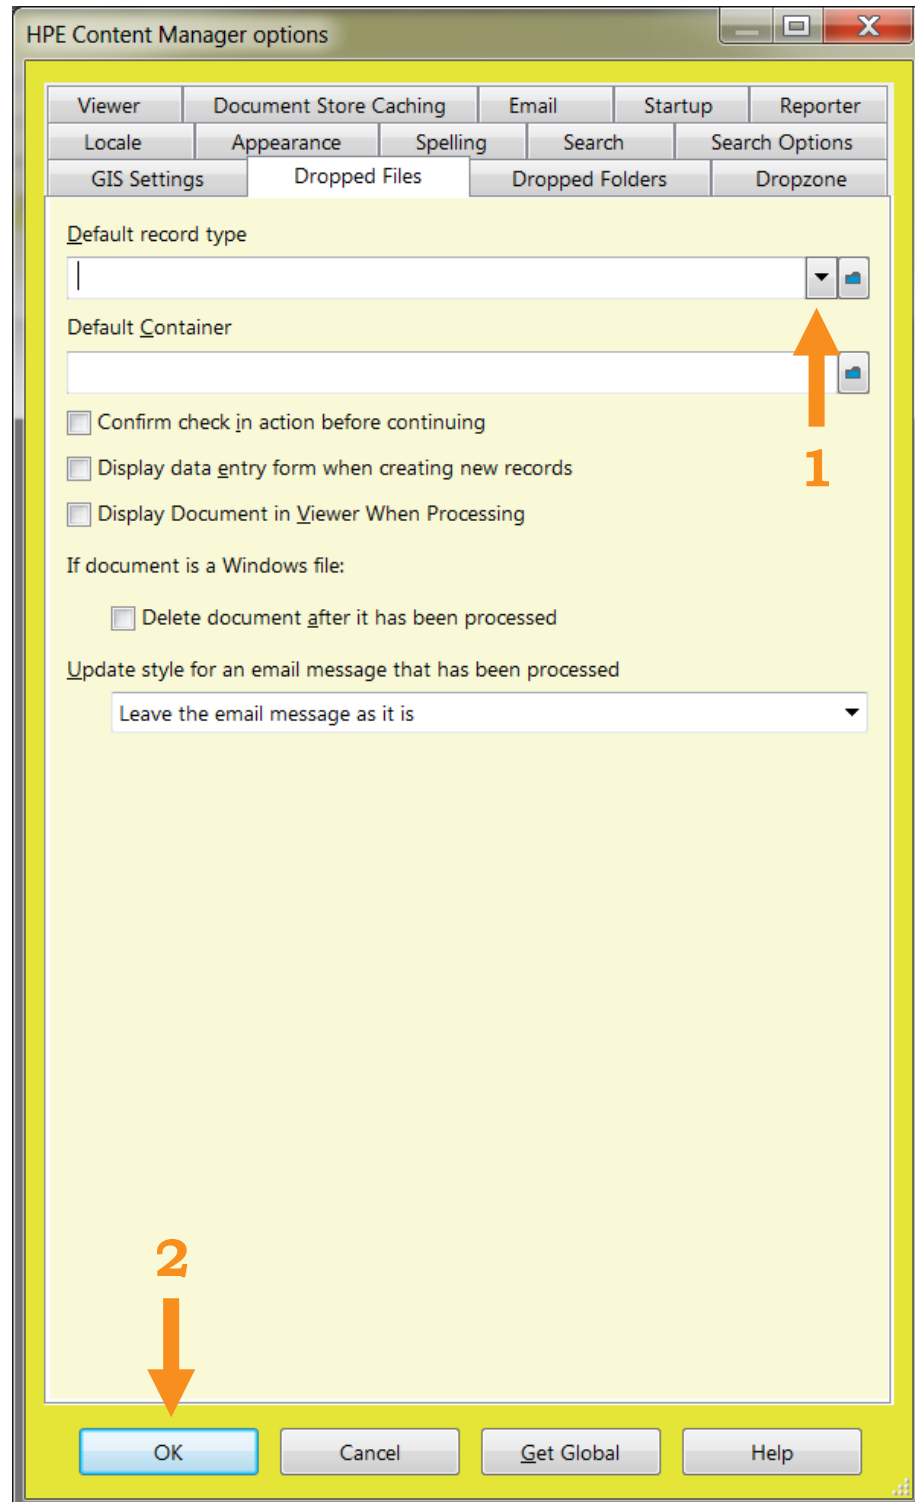 HPE Content Manager options
Viewer Document Store Caching Email Startup Reporter
Locale Appearance Spelling Search Search Options
GIS Settings Dropped Files Dropped Folders Dropzone
Default record type
Default Container
1
Confirm check in action before continuing
Display data entry form when creating new records
Display Document in Viewer When Processing
If document is a Windows file:
Delete document after it has been processed
Update style for an email message that has been processed
Leave the email message as it is
2
OK Cancel Get Global Help